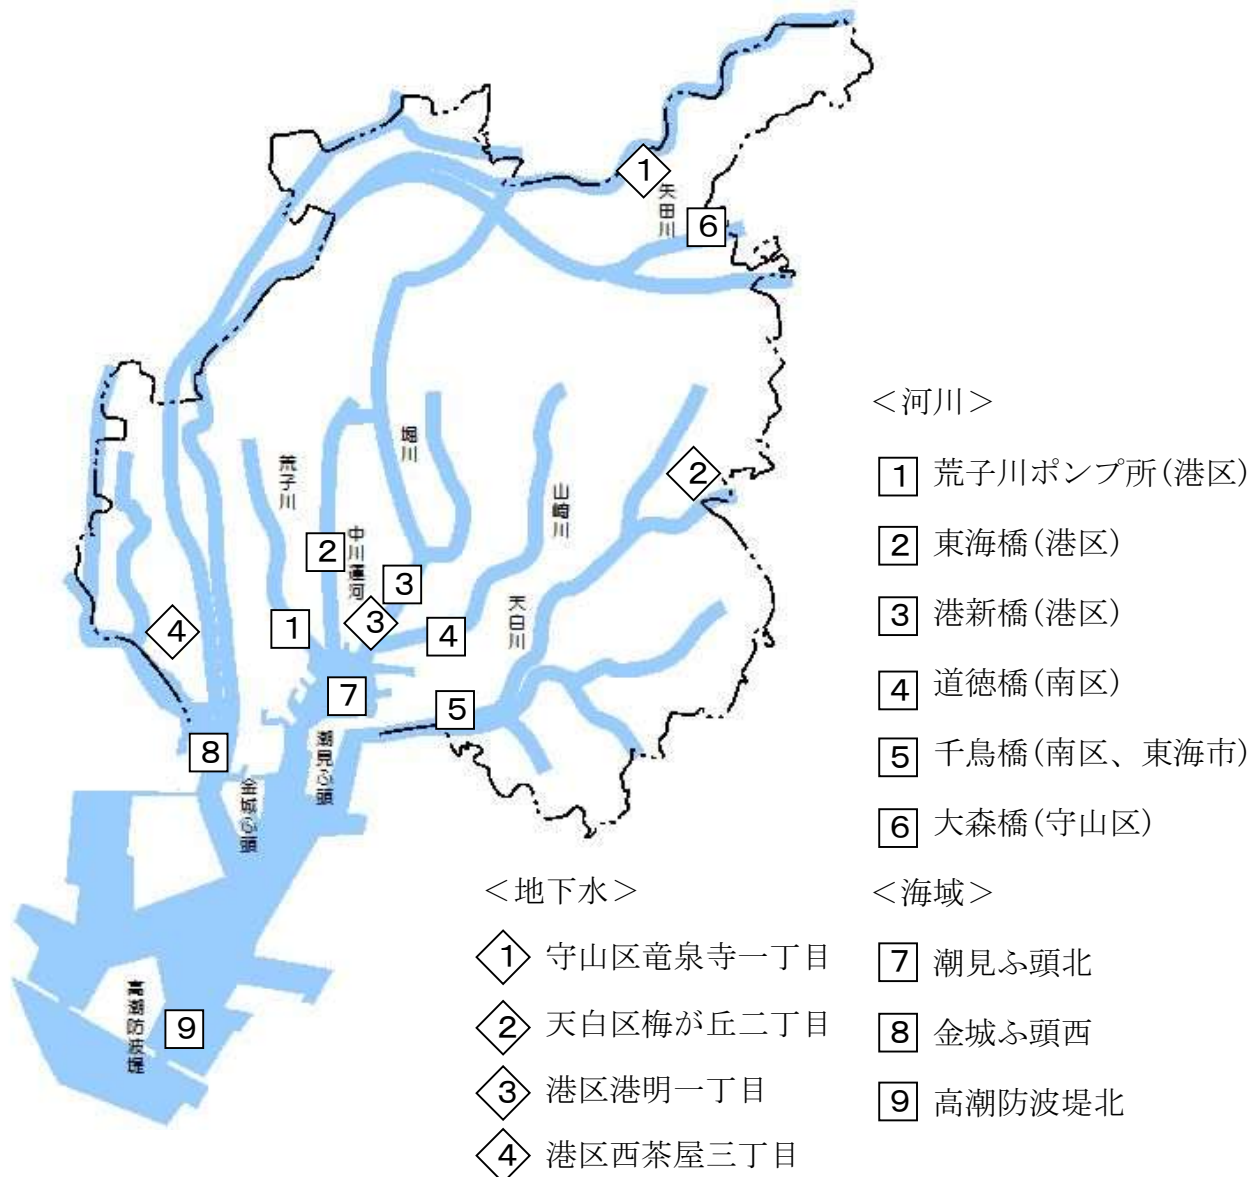 1
矢田川
6
荒子川
堀川
山崎川
2
2
中川運河
3
3
1
4
4
天白川
7
5
8
潮見ふ頭
金城ふ頭
高潮防波堤
9
<河川>
1 荒子川ポンプ所(港区)
2 東海橋(港区)
3 港新橋(港区)
4 道徳橋(南区)
5 千鳥橋(南区、東海市)
6 大森橋(守山区)
<地下水>
1 守山区竜泉寺一丁目
2 天白区梅が丘二丁目
3 港区港明一丁目
4 港区西茶屋三丁目
<海域>
7 潮見ふ頭北
8 金城ふ頭西
9 高潮防波堤北